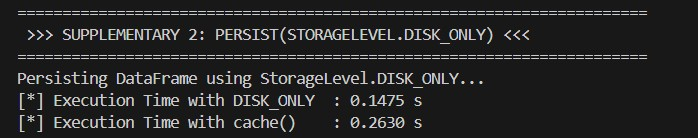 ======================================================================
>>> SUPPLEMENTARY 2: PERSIST(STORAGELEVEL.DISK_ONLY) <<<
======================================================================
Persisting DataFrame using StorageLevel.DISK_ONLY...
[*] Execution Time with DISK_ONLY  : 0.1475 s
[*] Execution Time with cache()    : 0.2630 s